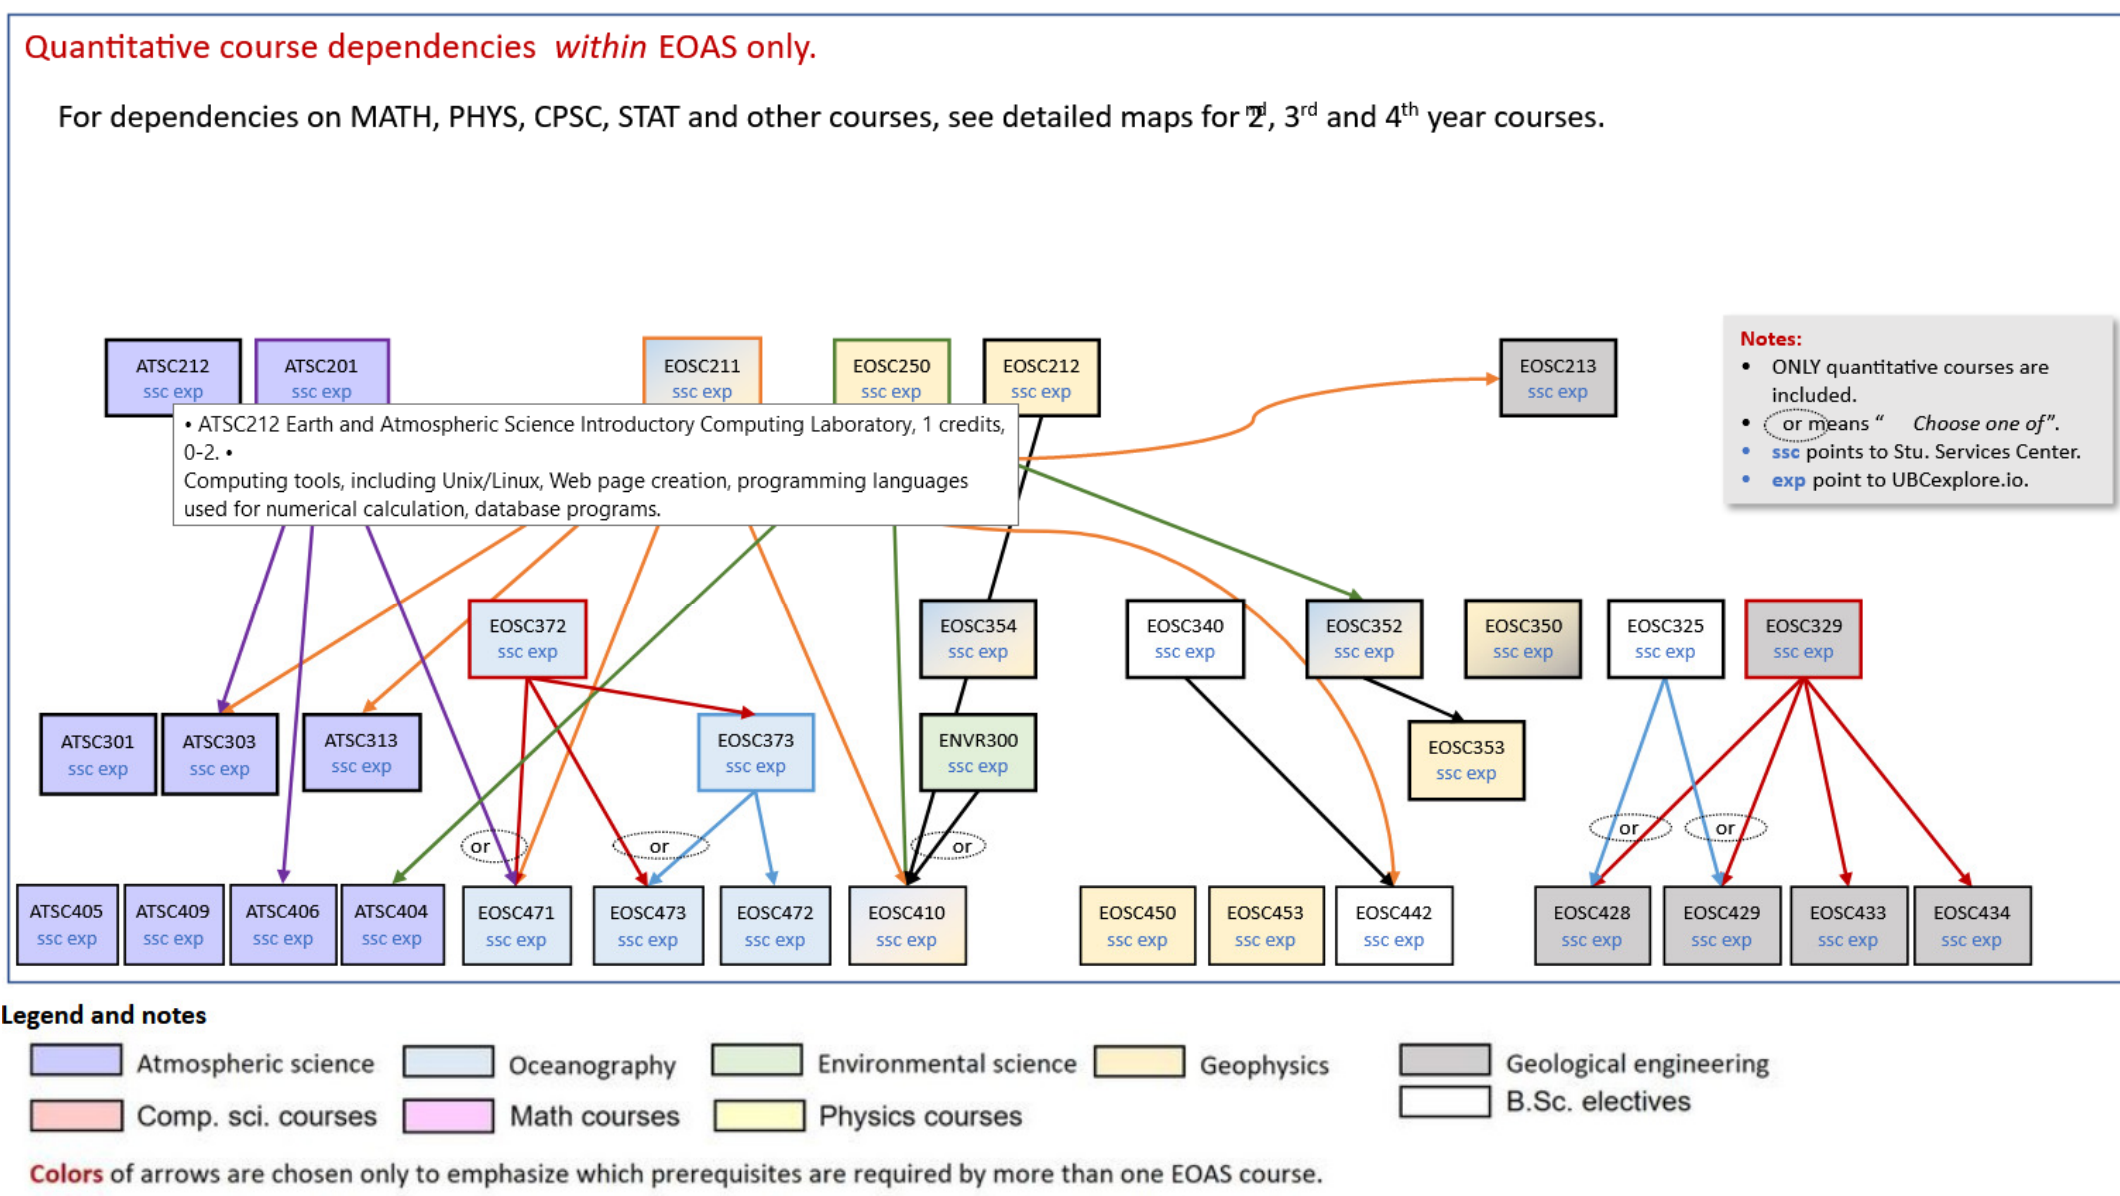 Quantitative course dependencies within EOAS only.
For dependencies on MATH, PHYS, CPSC, STAT and other courses, see detailed maps for 2nd, 3rd and 4th year courses.
ATSC212
ssc exp
ATSC201
ssc exp
EOSC211
ssc exp
EOSC250
ssc exp
EOSC212
ssc exp
EOSC213
ssc exp
Notes:
• ONLY quantitative courses are
included.
• or means “ Choose one of”.
• ssc points to Stu. Services Center.
• exp point to UBCexplore.io.
• ATSC212 Earth and Atmospheric Science Introductory Computing Laboratory, 1 credits,
0-2. •
Computing tools, including Unix/Linux, Web page creation, programming languages
used for numerical calculation, database programs.
EOSC372
ssc exp
EOSC354
ssc exp
EOSC340
ssc exp
EOSC352
ssc exp
EOSC350
ssc exp
EOSC325
ssc exp
EOSC329
ssc exp
ATSC301
ssc exp
ATSC303
ssc exp
ATSC313
ssc exp
EOSC373
ssc exp
ENVR300
ssc exp
EOSC353
ssc exp
or
or
or
or
or
ATSC405
ssc exp
ATSC409
ssc exp
ATSC406
ssc exp
ATSC404
ssc exp
EOSC471
ssc exp
EOSC473
ssc exp
EOSC472
ssc exp
EOSC410
ssc exp
EOSC450
ssc exp
EOSC453
ssc exp
EOSC442
ssc exp
EOSC428
ssc exp
EOSC429
ssc exp
EOSC433
ssc exp
EOSC434
ssc exp
Legend and notes
Atmospheric science
Oceanography
Environmental science
Geophysics
Geological engineering
Comp. sci. courses
Math courses
Physics courses
B.Sc. electives
Colors of arrows are chosen only to emphasize which prerequisites are required by more than one EOAS course.